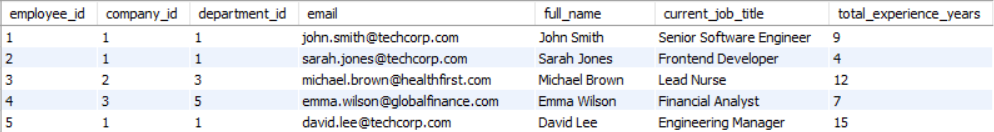 employee_id company_id department_id email full_name current_job_title total_experience_years
1 1 1 john.smith@techcorp.com John Smith Senior Software Engineer 9
2 1 1 sarah.jones@techcorp.com Sarah Jones Frontend Developer 4
3 2 3 michael.brown@healthfirst.com Michael Brown Lead Nurse 12
4 3 5 emma.wilson@globalfinance.com Emma Wilson Financial Analyst 7
5 1 1 david.lee@techcorp.com David Lee Engineering Manager 15